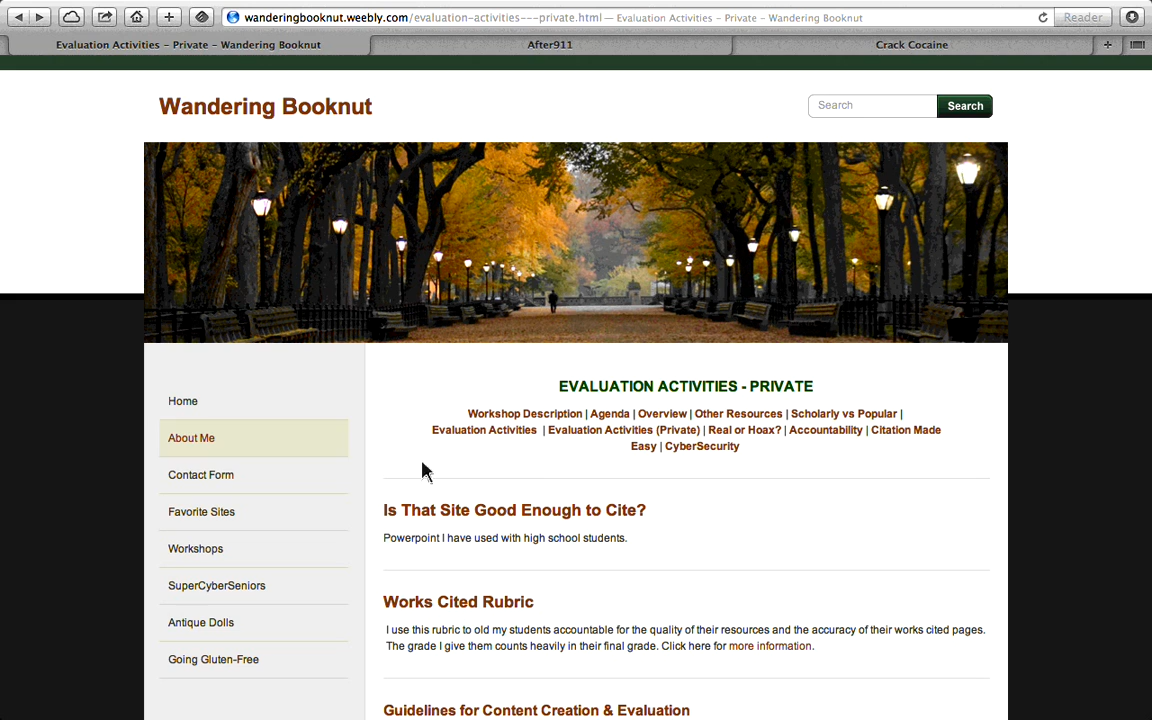 wanderingbooknut.weebly.com/evaluation-activities---private.html — Evaluation Activities – Private – Wandering Booknut
Reader
Evaluation Activities – Private – Wandering Booknut
After911
Crack Cocaine
Wandering Booknut
Search
Search
Home
About Me
Contact Form
Favorite Sites
Workshops
SuperCyberSeniors
Antique Dolls
Going Gluten-Free
EVALUATION ACTIVITIES - PRIVATE
Workshop Description | Agenda | Overview | Other Resources | Scholarly vs Popular |
Evaluation Activities | Evaluation Activities (Private) | Real or Hoax? | Accountability | Citation Made
Easy | CyberSecurity
Is That Site Good Enough to Cite?
Powerpoint I have used with high school students.
Works Cited Rubric
I use this rubric to old my students accountable for the quality of their resources and the accuracy of their works cited pages.
The grade I give them counts heavily in their final grade. Click here for more information.
Guidelines for Content Creation & Evaluation